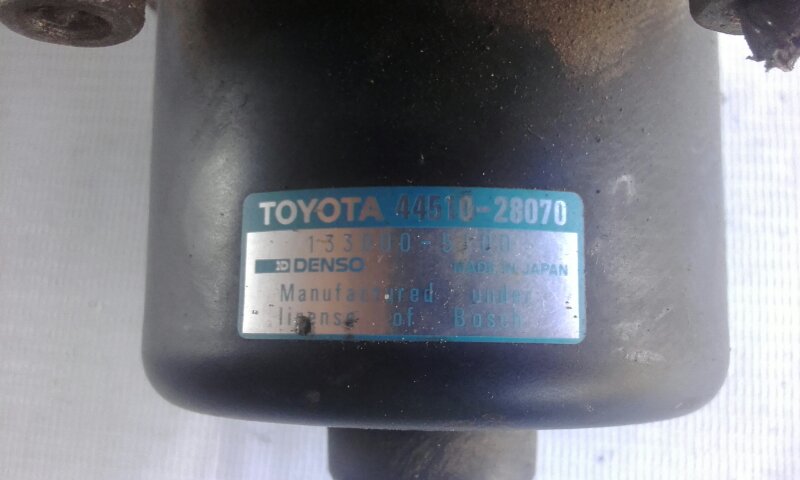 TOYOTA 44510-28070
DENSO MADE IN JAPAN
Manufactured under
license of Bosch